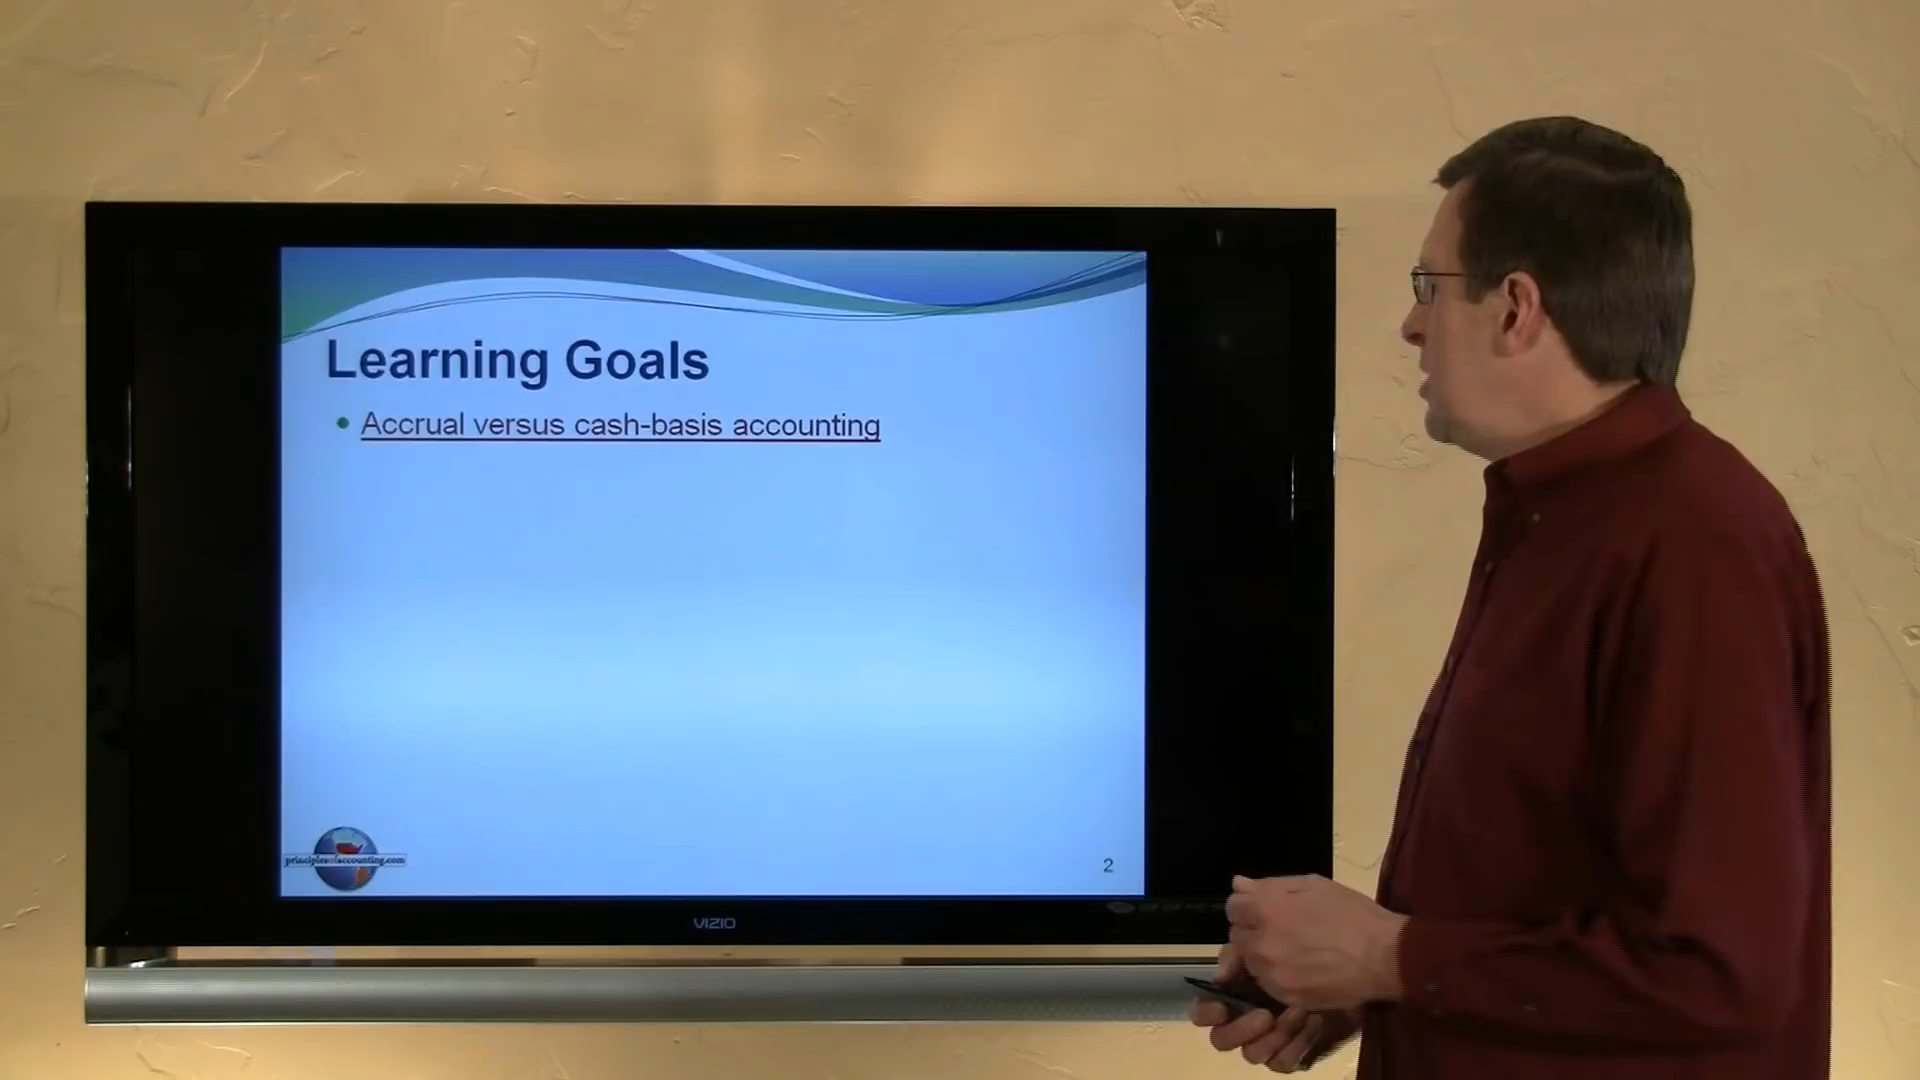 Learning Goals
• Accrual versus cash-basis accounting
principlesofaccounting.com
2
VIZIO